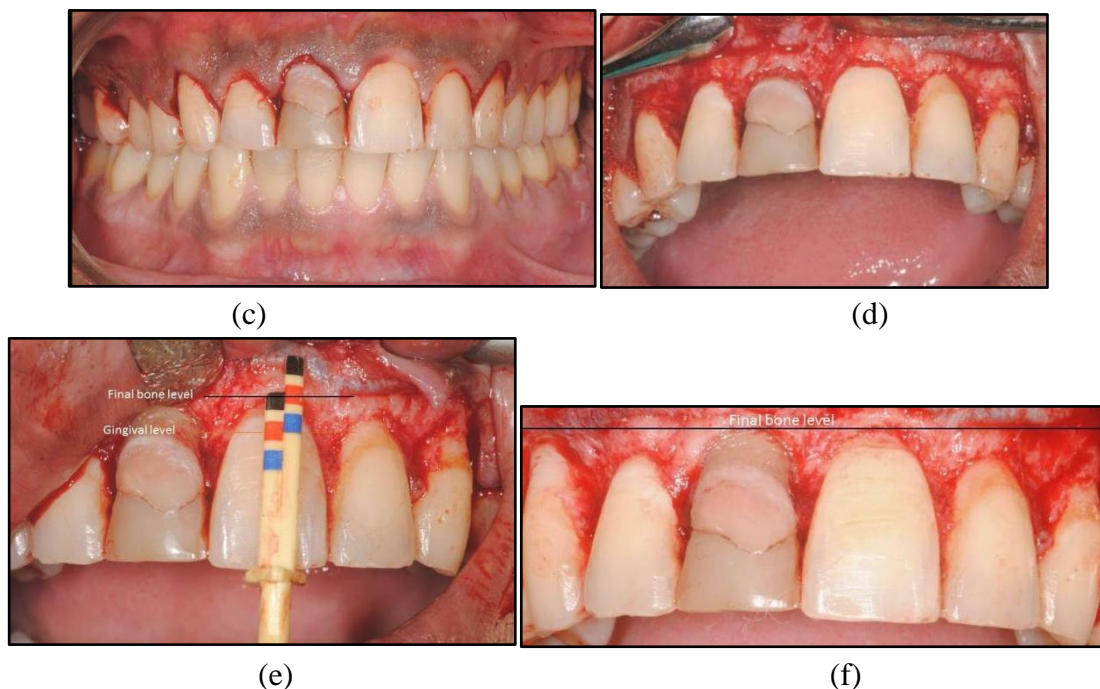 (c)
(d)
Final bone level
Gingival level
Final bone level
(e)
(f)